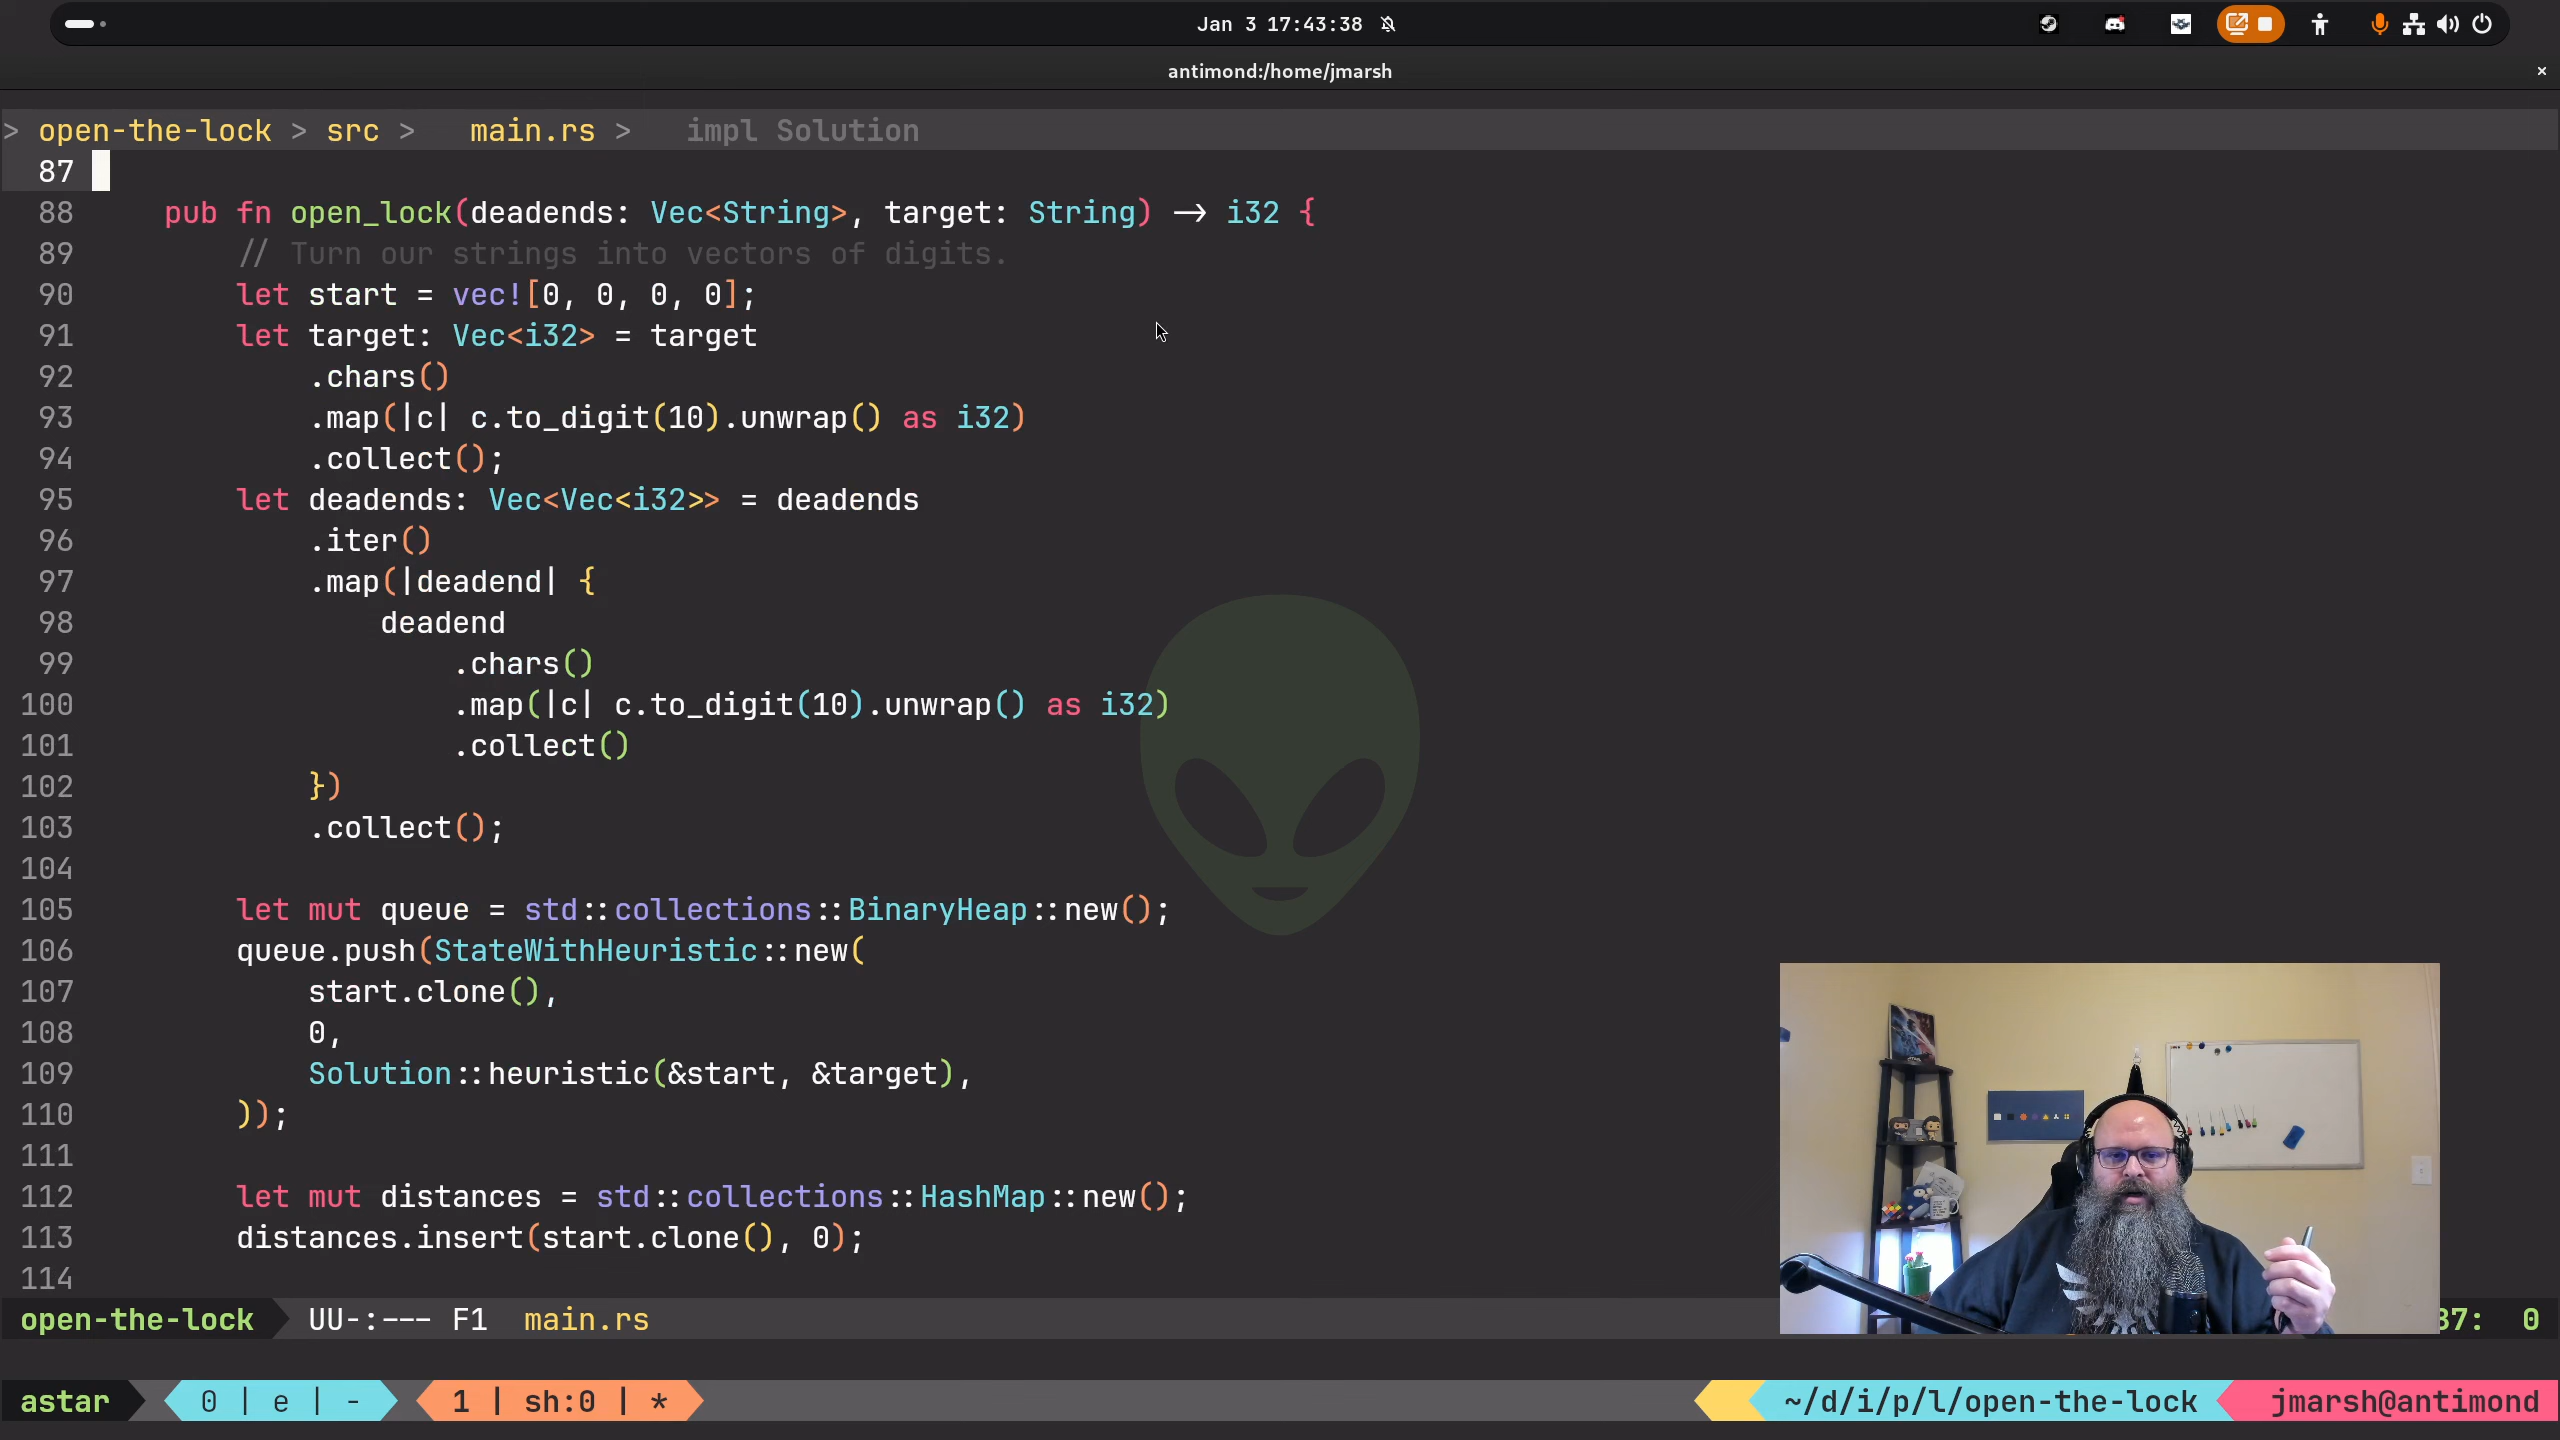 Jan 3 17:43:38
antimond:/home/jmarsh ×
> open-the-lock > src > main.rs > impl Solution
87
88 pub fn open_lock(deadends: Vec<String>, target: String) -> i32 {
89 // Turn our strings into vectors of digits.
90 let start = vec![0, 0, 0, 0];
91 let target: Vec<i32> = target
92 .chars()
93 .map(|c| c.to_digit(10).unwrap() as i32)
94 .collect();
95 let deadends: Vec<Vec<i32>> = deadends
96 .iter()
97 .map(|deadend| {
98 deadend
99 .chars()
100 .map(|c| c.to_digit(10).unwrap() as i32)
101 .collect()
102 })
103 .collect();
104
105 let mut queue = std::collections::BinaryHeap::new();
106 queue.push(StateWithHeuristic::new(
107 start.clone(),
108 0,
109 Solution::heuristic(&start, &target),
110 ));
111
112 let mut distances = std::collections::HashMap::new();
113 distances.insert(start.clone(), 0);
114
open-the-lock UU-:--- F1 main.rs 87: 0
astar 0 | e | - 1 | sh:0 | * ~/d/i/p/l/open-the-lock jmarsh@antimond